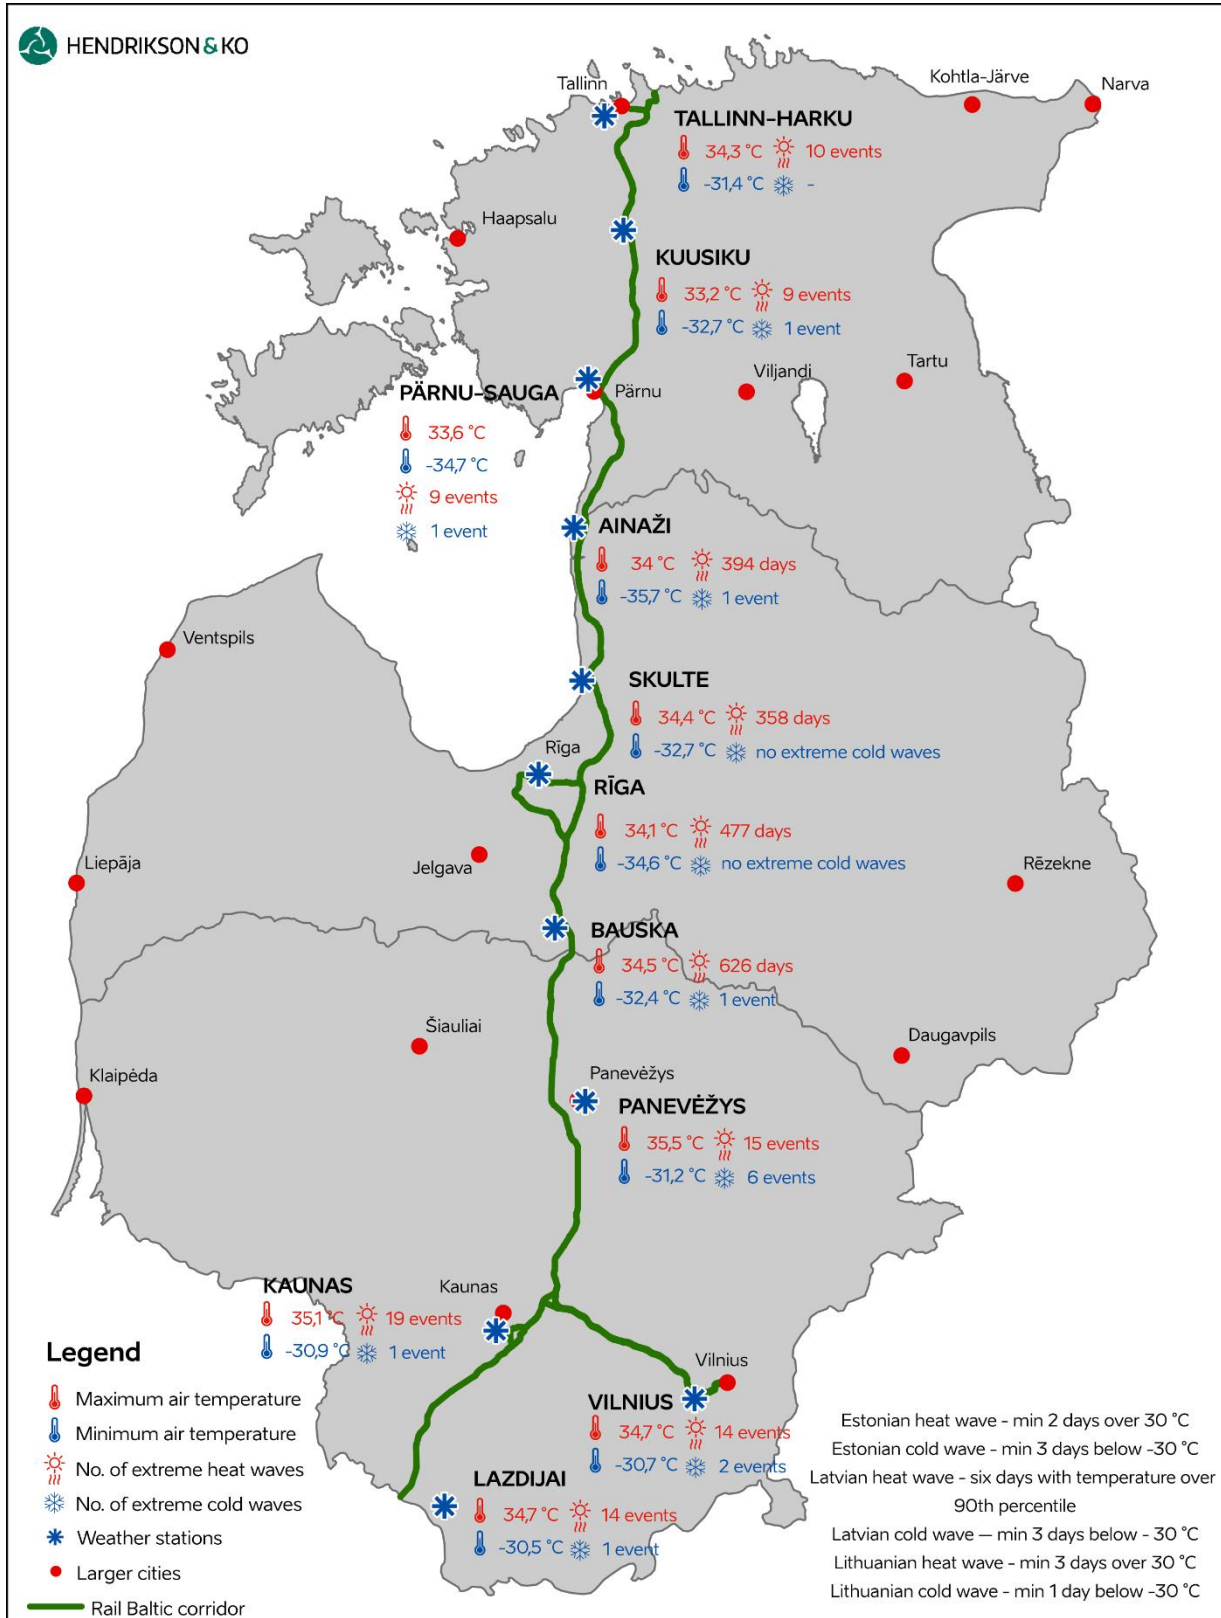 HENDRIKSON & KO
Tallinn
Kohtla-Järve
Narva
TALLINN-HARKU
34,3 °C 10 events
-31,4 °C -
Haapsalu
KUUSIKU
33,2 °C 9 events
-32,7 °C 1 event
PÄRNU-SAUGA
Pärnu
Viljandi
Tartu
33,6 °C
-34,7 °C
9 events
1 event
AINAŽI
34 °C 394 days
-35,7 °C 1 event
Ventspils
SKULTE
34,4 °C 358 days
-32,7 °C no extreme cold waves
Rīga
RĪGA
34,1 °C 477 days
-34,6 °C no extreme cold waves
Liepāja
Jelgava
Rēzekne
BAUSKA
34,5 °C 626 days
-32,4 °C 1 event
Šiauliai
Daugavpils
Klaipėda
Panevėžys
PANEVĖŽYS
35,5 °C 15 events
-31,2 °C 6 events
KAUNAS
Kaunas
35,1 °C 19 events
-30,9 °C 1 event
Vilnius
VILNIUS
34,7 °C 14 events
-30,7 °C 2 events
LAZDIJAI
34,7 °C 14 events
-30,5 °C 1 event
Legend
Maximum air temperature
Minimum air temperature
No. of extreme heat waves
No. of extreme cold waves
Weather stations
Larger cities
Rail Baltic corridor
Estonian heat wave - min 2 days over 30 °C
Estonian cold wave - min 3 days below -30 °C
Latvian heat wave - six days with temperature over
90th percentile
Latvian cold wave — min 3 days below - 30 °C
Lithuanian heat wave - min 3 days over 30 °C
Lithuanian cold wave - min 1 day below -30 °C